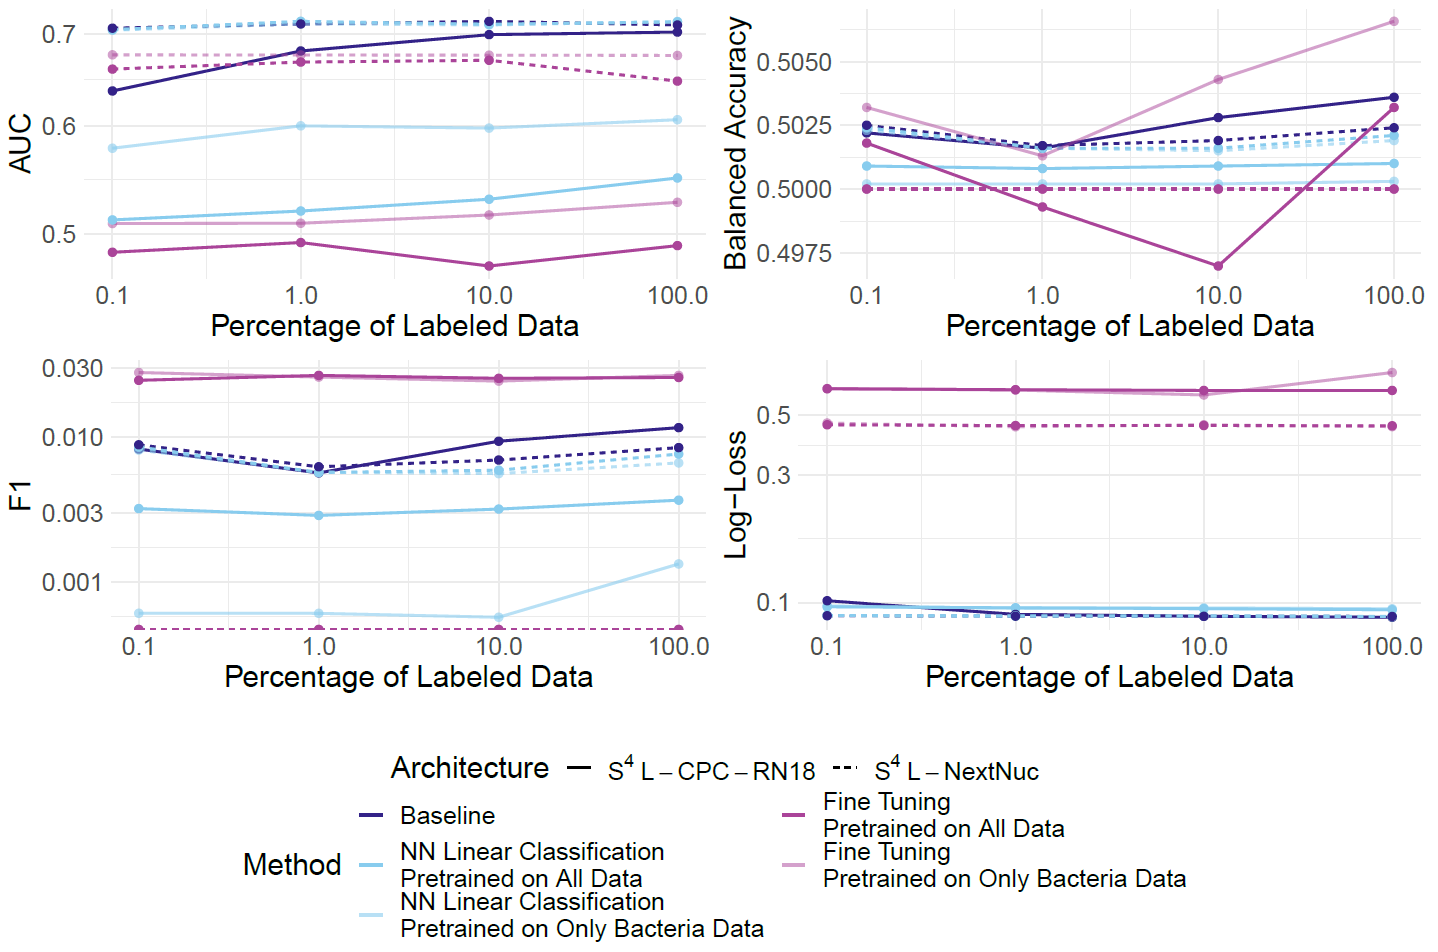 AUC
0.7
0.6
0.5
0.1 1.0 10.0 100.0
Percentage of Labeled Data
Balanced Accuracy
0.5050
0.5025
0.5000
0.4975
0.1 1.0 10.0 100.0
Percentage of Labeled Data
F1
0.030
0.010
0.003
0.001
0.1 1.0 10.0 100.0
Percentage of Labeled Data
Log−Loss
0.5
0.3
0.1
0.1 1.0 10.0 100.0
Percentage of Labeled Data
Architecture S⁴ L − CPC − RN18 S⁴ L − NextNuc
Method
Baseline
NN Linear Classification
Pretrained on All Data
NN Linear Classification
Pretrained on Only Bacteria Data
Fine Tuning
Pretrained on All Data
Fine Tuning
Pretrained on Only Bacteria Data